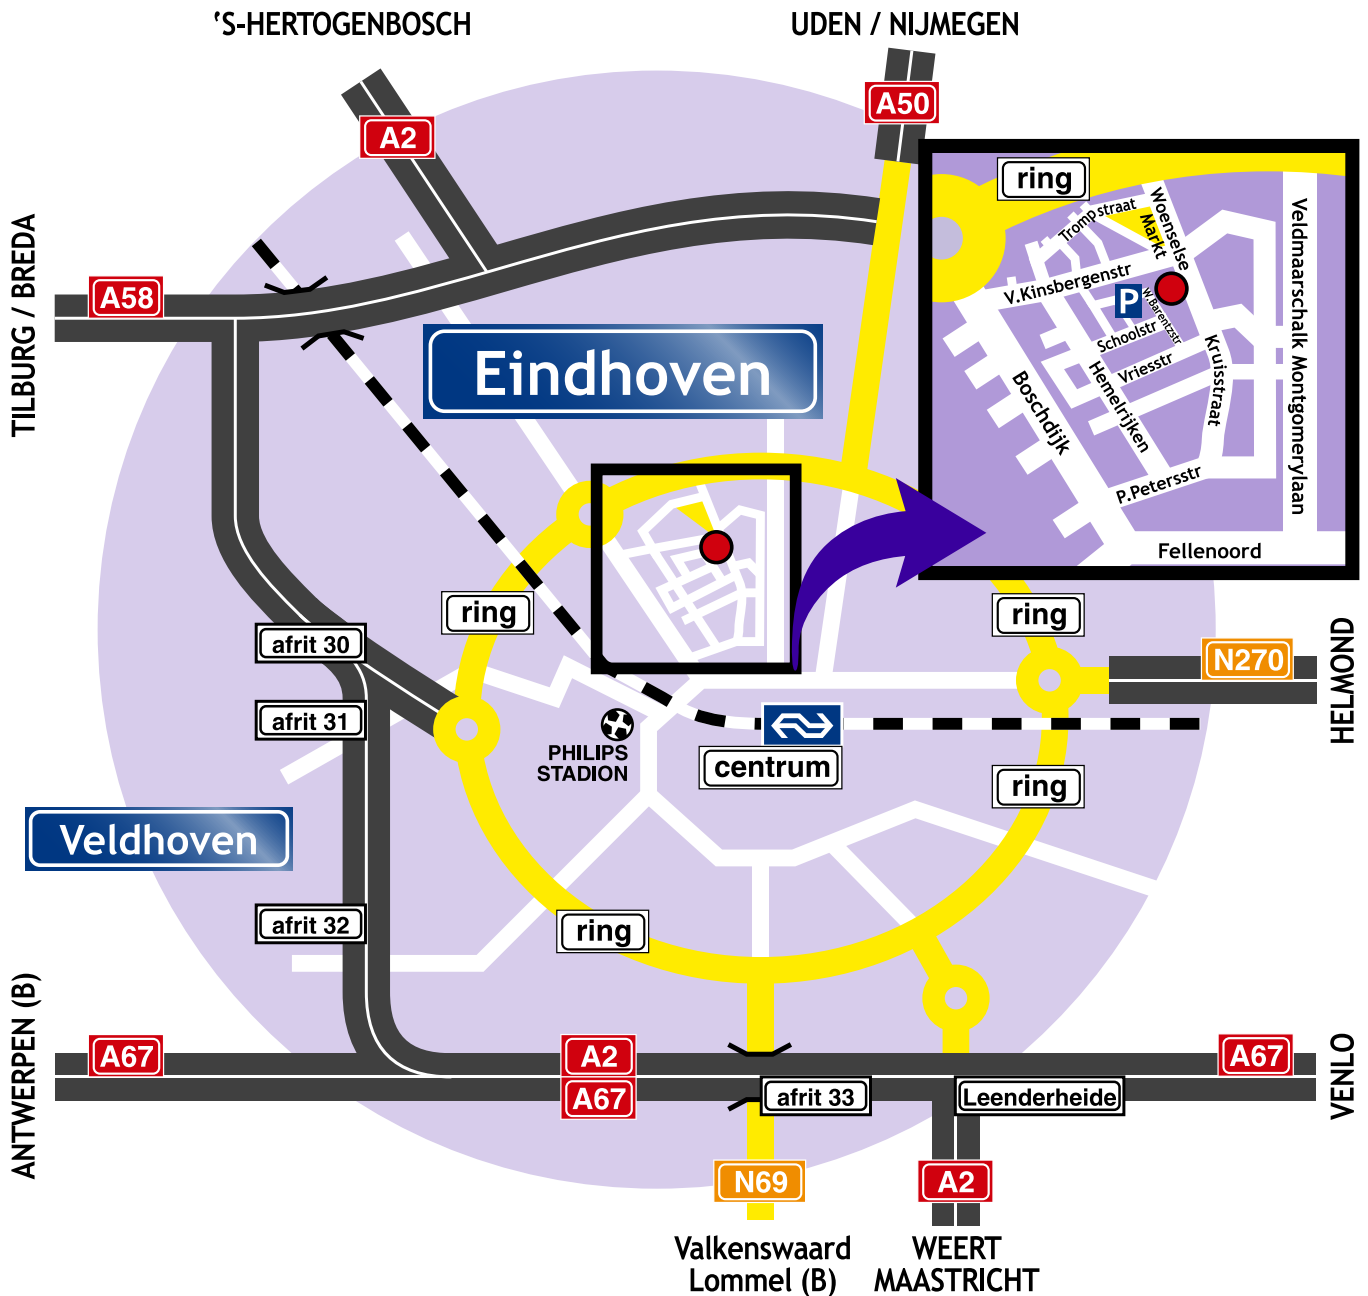 ‘S-HERTOGENBOSCH
UDEN / NIJMEGEN
A2
A50
TILBURG / BREDA
A58
ring
Trompstraat
Woenselse
Markt
V.Kinsbergenstr
P
W.Barentzstr
Schoolstr
Vriesstr
Hemelrijken
Kruisstraat
Boschdijk
P.Petersstr
Veldmaarschalk Montgomerylaan
Fellenoord
Eindhoven
ring
ring
afrit 30
afrit 31
N270
HELMOND
PHILIPS
STADION
centrum
ring
Veldhoven
afrit 32
ring
ANTWERPEN (B)
A67
A2
A67
A67
VENLO
afrit 33
Leenderheide
N69
A2
Valkenswaard
Lommel (B)
WEERT
MAASTRICHT